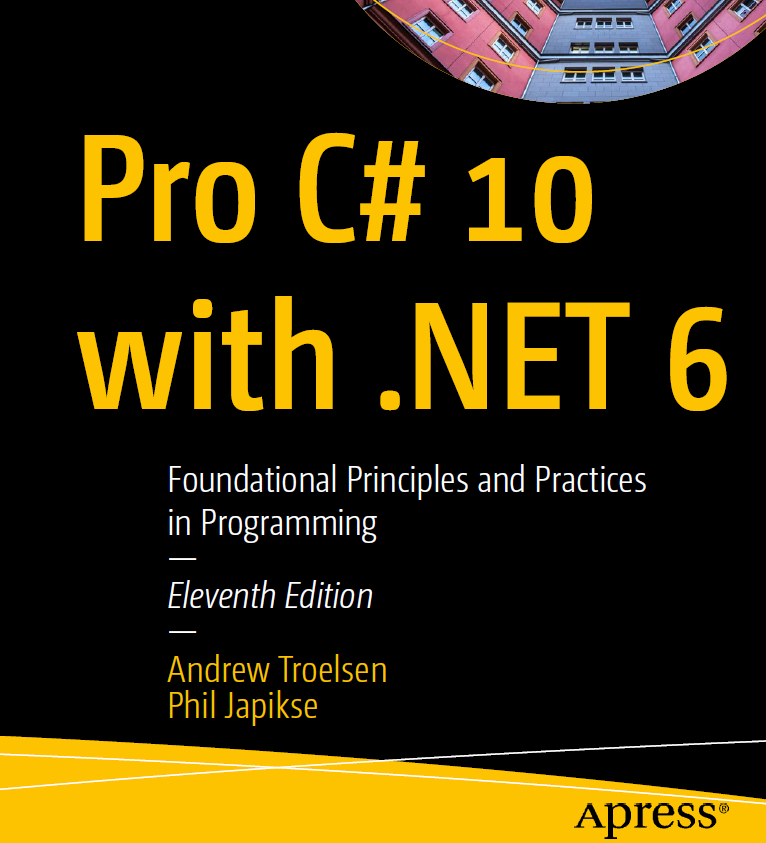 Pro C# 10
with .NET 6
Foundational Principles and Practices
in Programming
—
Eleventh Edition
—
Andrew Troelsen
Phil Japikse
Apress®